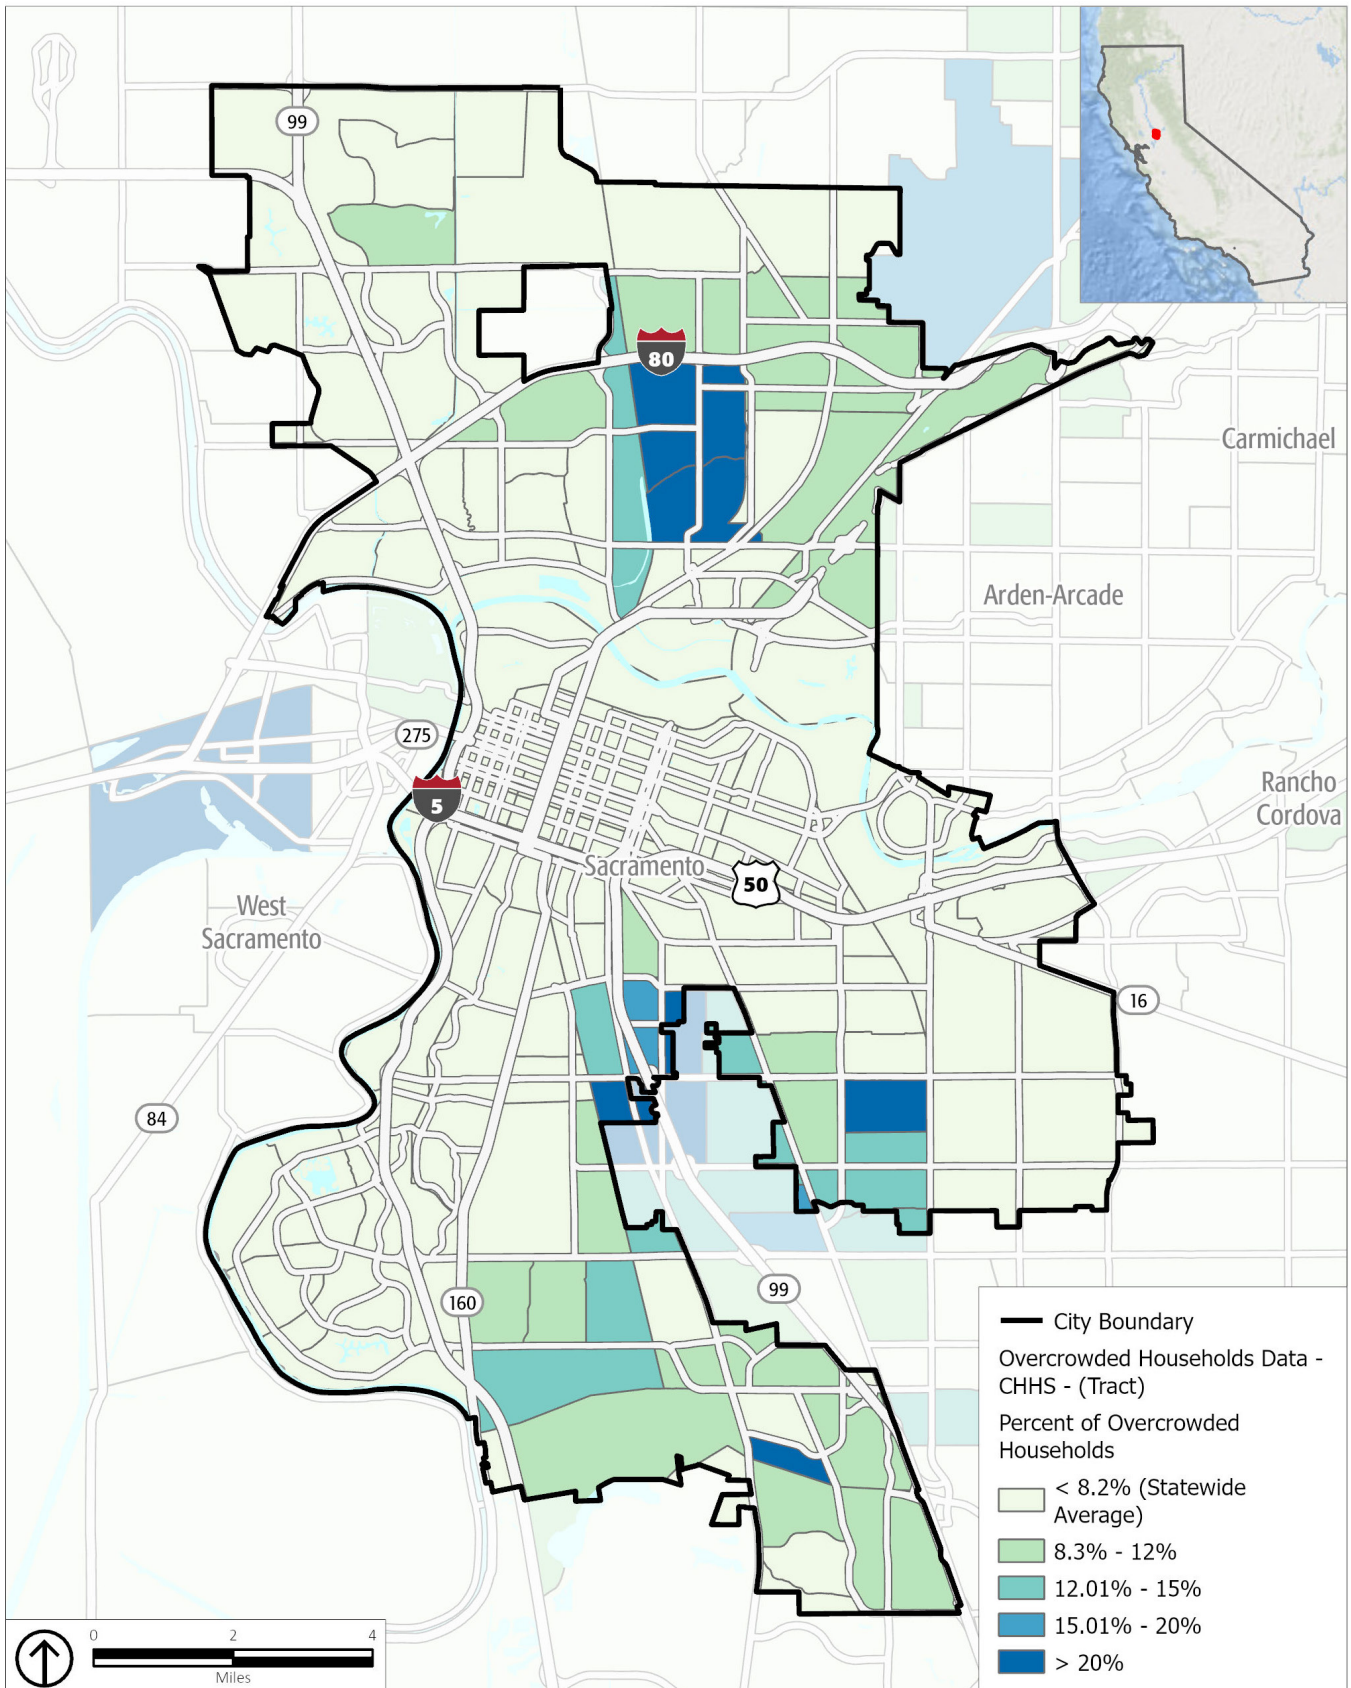 99
80
Carmichael
Arden-Arcade
275
5
Rancho
Cordova
Sacramento
50
West
Sacramento
16
84
99
160
City Boundary
Overcrowded Households Data -
CHHS - (Tract)
Percent of Overcrowded
Households
< 8.2% (Statewide
Average)
8.3% - 12%
12.01% - 15%
15.01% - 20%
> 20%
0 2 4
Miles